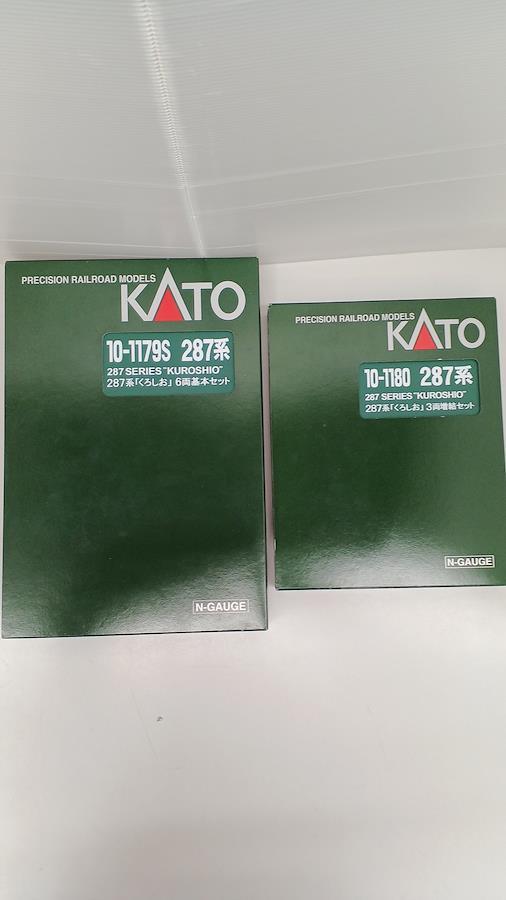 PRECISION RAILROAD MODELS
KATO
10-1179S 287系
287 SERIES "KUROSHIO"
287系「くろしお」6両基本セット
N-GAUGE
PRECISION RAILROAD MODELS
KATO
10-1180 287系
287 SERIES "KUROSHIO"
287系「くろしお」3両増結セット
N-GAUGE